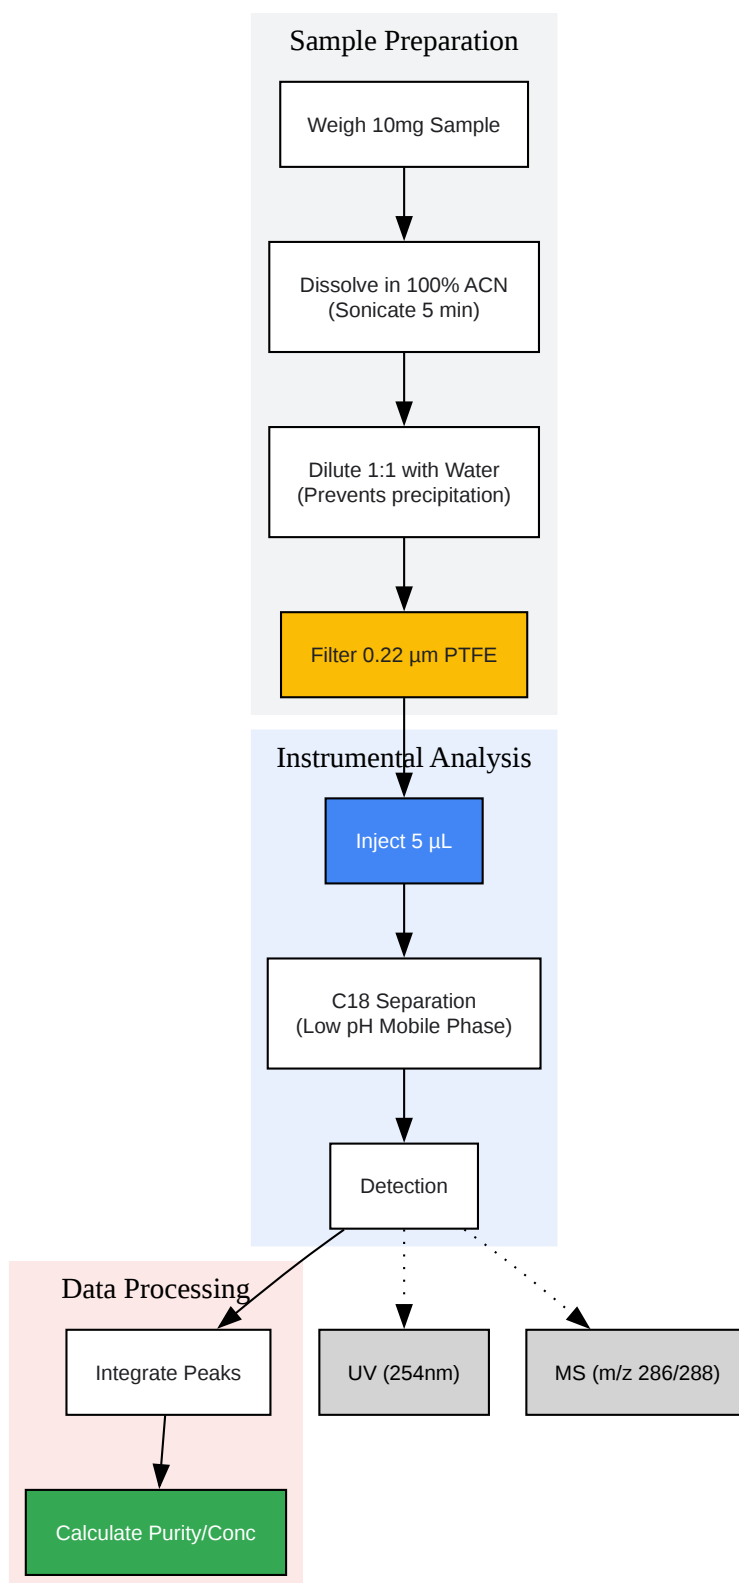 Sample Preparation
Weigh 10mg Sample
Dissolve in 100% ACN
(Sonicate 5 min)
Dilute 1:1 with Water
(Prevents precipitation)
Filter 0.22 µm PTFE
Instrumental Analysis
Inject 5 µL
C18 Separation
(Low pH Mobile Phase)
Detection
Data Processing
Integrate Peaks
UV (254nm)
MS (m/z 286/288)
Calculate Purity/Conc